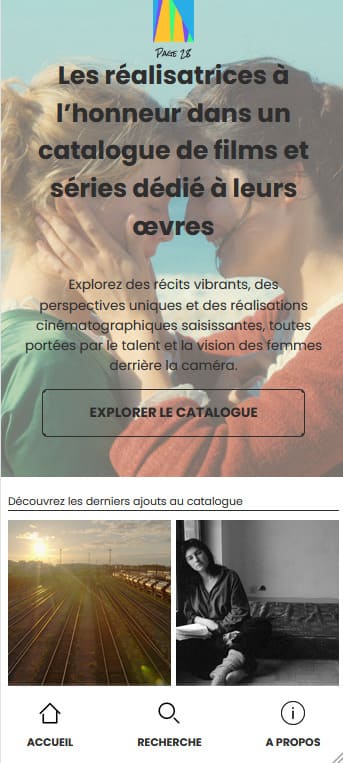 Page 28
Les réalisatrices à
l’honneur dans un
catalogue de films et
séries dédié à leurs
œvres
Explorez des récits vibrants, des
perspectives uniques et des réalisations
cinématographiques saisissantes, toutes
portées par le talent et la vision des femmes
derrière la caméra.
EXPLORER LE CATALOGUE
Découvrez les derniers ajouts au catalogue
ACCUEIL
RECHERCHE
A PROPOS